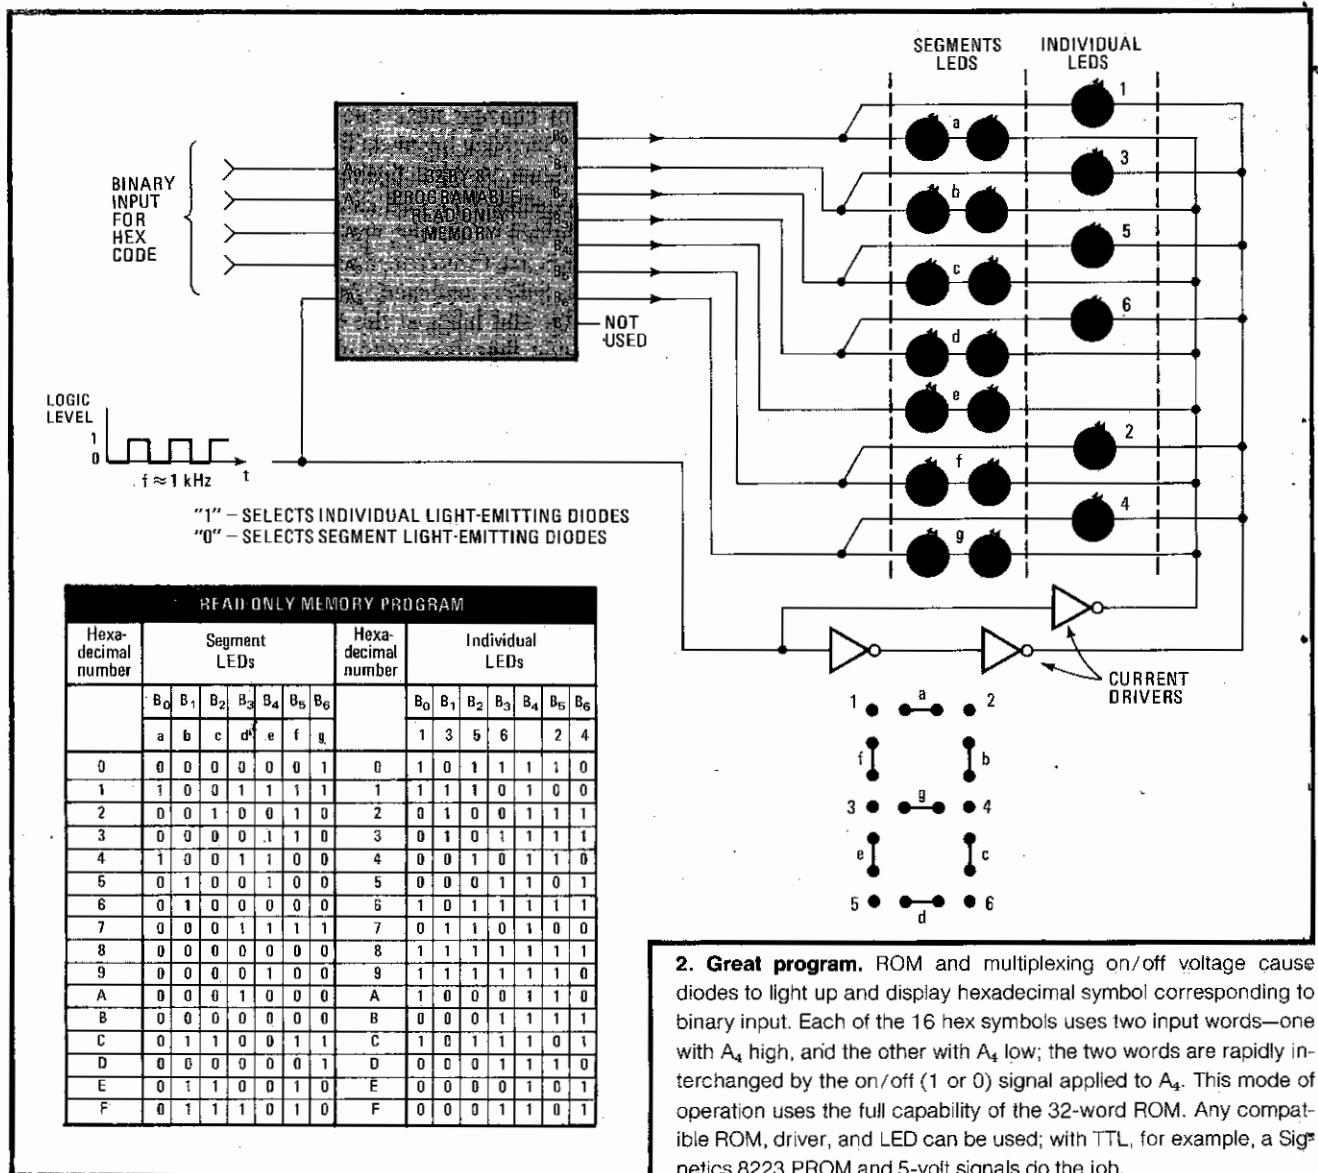 SEGMENTS LEDS
INDIVIDUAL LEDS
BINARY INPUT FOR HEX CODE
PROGRAMABLE
READ-ONLY
MEMORY
B0
A4
NOT USED
1
a
3
b
5
c
6
d
e
2
f
4
g
LOGIC LEVEL
1
0
t
f ≈ 1 kHz
"1" – SELECTS INDIVIDUAL LIGHT-EMITTING DIODES
"0" – SELECTS SEGMENT LIGHT-EMITTING DIODES
CURRENT DRIVERS
1 a 2
f b
g
3 4
e c
5 6
d
READ ONLY MEMORY PROGRAM
Hexa-decimal number Segment LEDs Hexa-decimal number Individual LEDs
B0 B1 B2 B3 B4 B5 B6 B0 B1 B2 B3 B4 B5 B6
a b c d e f g 1 3 5 6 2 4
0 0 0 0 0 0 0 1 0 1 0 1 1 1 1 0
1 1 0 0 1 1 1 1 1 1 1 1 0 1 0 0
2 0 0 1 0 0 1 0 2 0 1 0 0 1 1 1
3 0 0 0 0 1 1 0 3 0 1 0 1 1 1 1
4 1 0 0 1 1 0 0 4 0 0 1 0 1 1 0
5 0 1 0 0 1 0 0 5 0 0 0 1 1 0 1
6 0 1 0 0 0 0 0 6 1 0 1 1 1 1 1
7 0 0 0 1 1 1 1 7 0 1 1 0 1 0 0
8 0 0 0 0 0 0 0 8 1 1 1 1 1 1 1
9 0 0 0 0 1 0 0 9 1 1 1 1 1 1 0
A 0 0 0 1 0 0 0 A 1 0 0 0 1 1 0
B 0 0 0 0 0 0 0 B 0 0 0 1 1 1 1
C 0 1 1 0 0 1 1 C 1 0 1 1 1 0 1
D 0 0 0 0 0 0 1 D 0 0 0 1 1 1 0
E 0 1 1 0 0 1 0 E 0 0 0 0 1 0 1
F 0 1 1 1 0 1 0 F 0 0 0 1 1 0 1
2. Great program. ROM and multiplexing on/off voltage cause
diodes to light up and display hexadecimal symbol corresponding to
binary input. Each of the 16 hex symbols uses two input words—one
with A4 high, and the other with A4 low; the two words are rapidly in-
terchanged by the on/off (1 or 0) signal applied to A4. This mode of
operation uses the full capability of the 32-word ROM. Any compat-
ible ROM, driver, and LED can be used; with TTL, for example, a Sig-
netics 8223 PROM and 5-volt signals do the job.